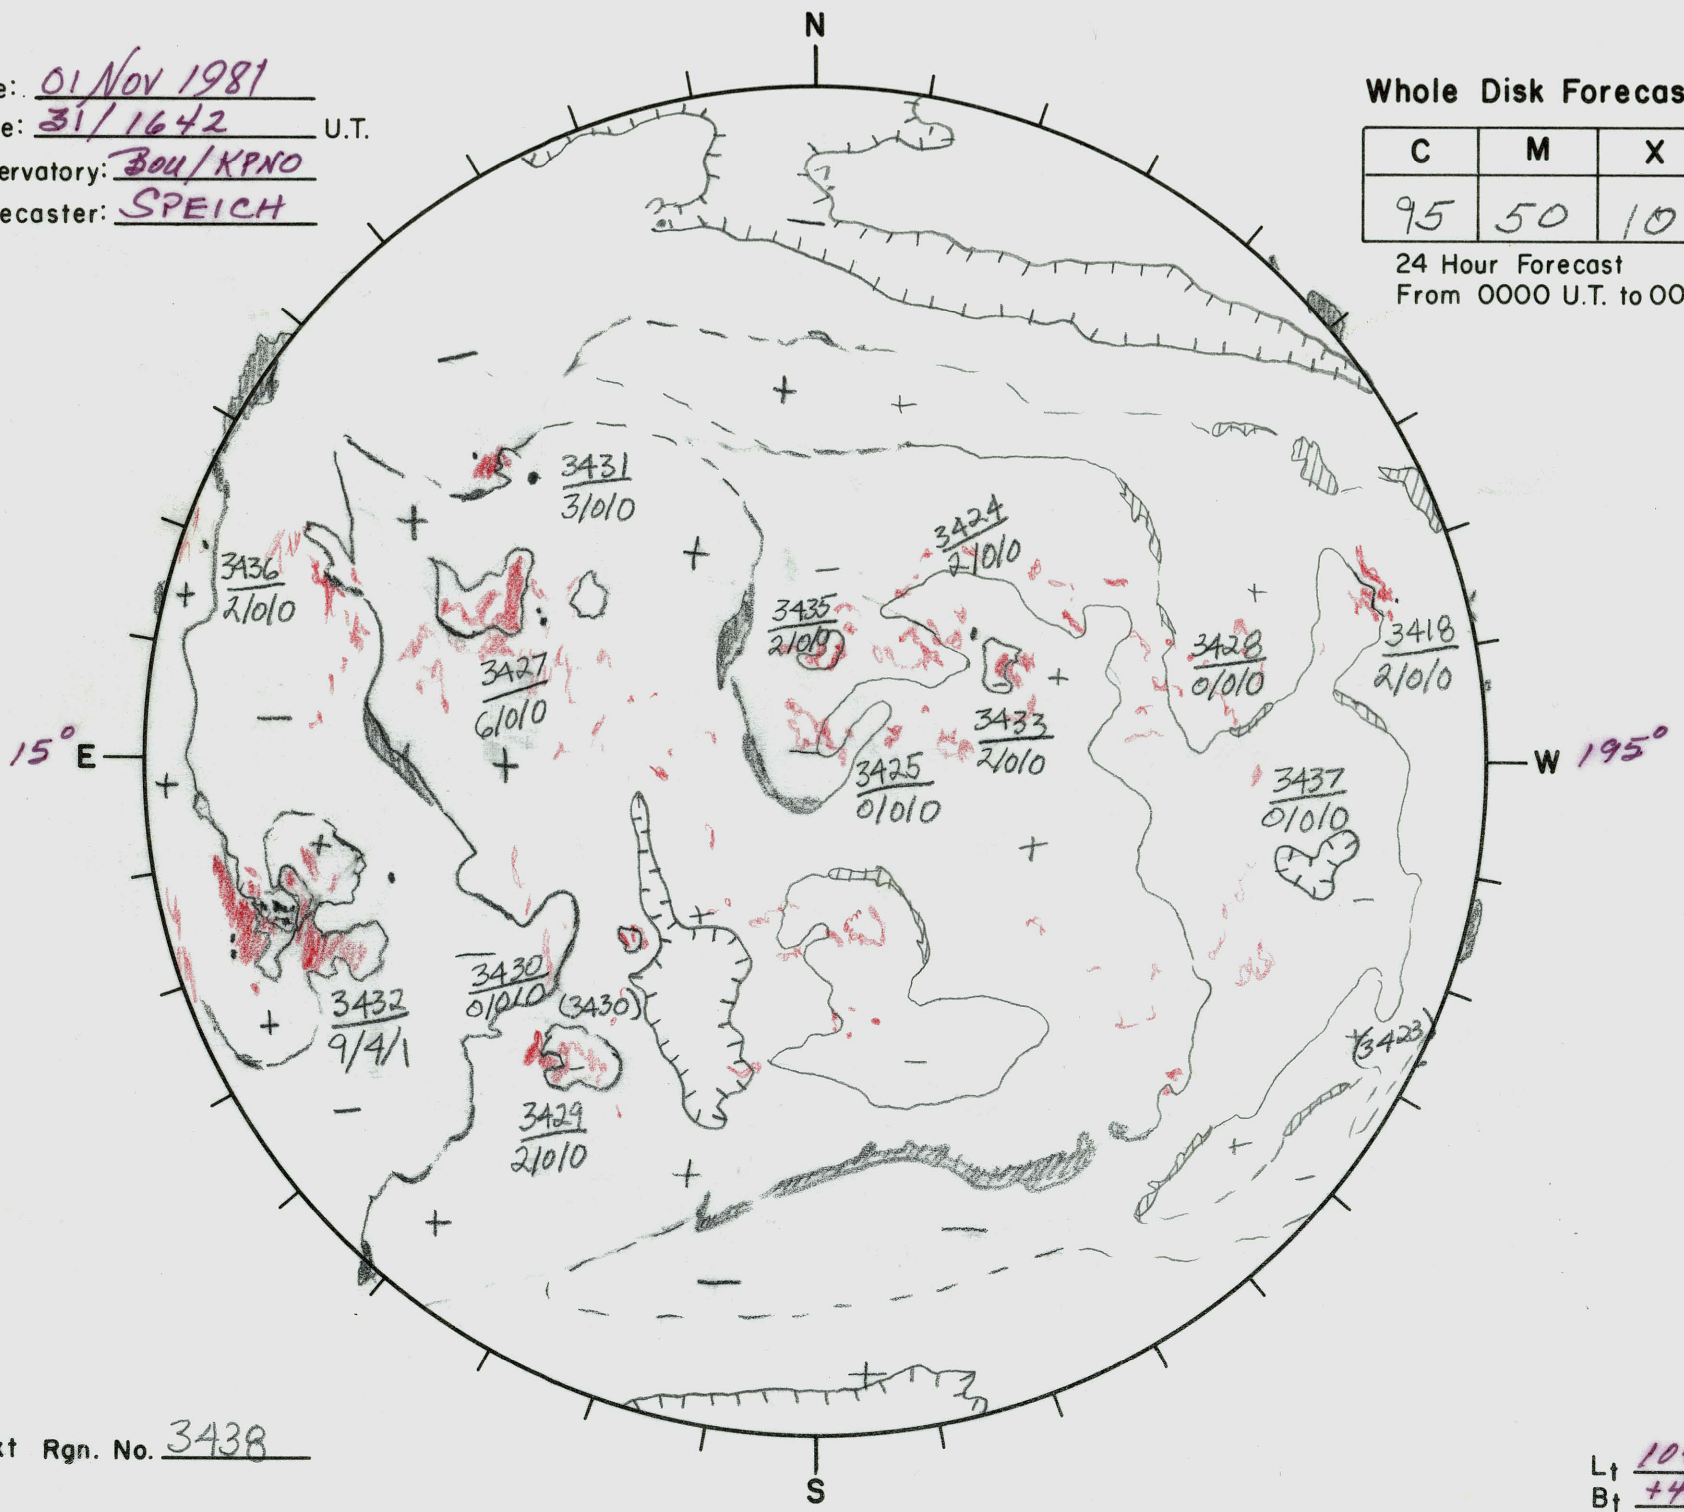 N
e: 01 Nov 1981
e: 31/1642 U.T.
ervatory: BOU/KPNO
ecaster: SPEICH
Whole Disk Forecas
C M X
95 50 10
24 Hour Forecast
From 0000 U.T. to 00
3431
3/0/0
3424
2/0/0
3436
2/0/0
3435
2/0/0
3428
0/0/0
3418
2/0/0
3427
6/0/0
3433
2/0/0
15° E
W 195°
3425
0/0/0
3437
0/0/0
3430
0/0/0
(3430)
3432
9/4/1
(3423)
3429
2/0/0
xt Rgn. No. 3438
S
Lt 10
Bt +4